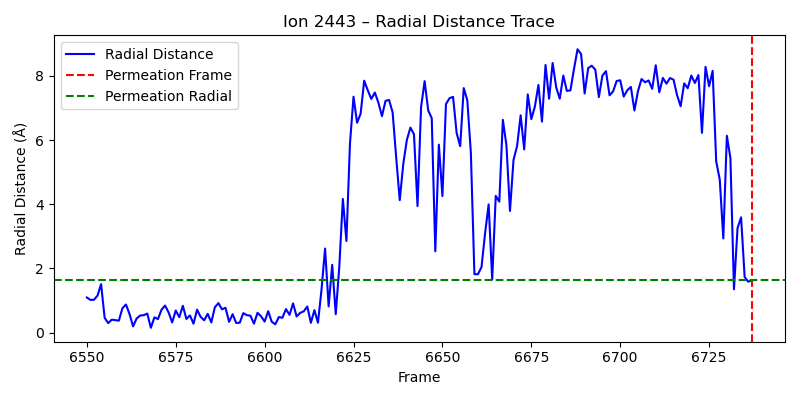 Ion 2443 – Radial Distance Trace
Radial Distance
Permeation Frame
Permeation Radial
Radial Distance (Å)
8
6
4
2
0
6550 6575 6600 6625 6650 6675 6700 6725
Frame